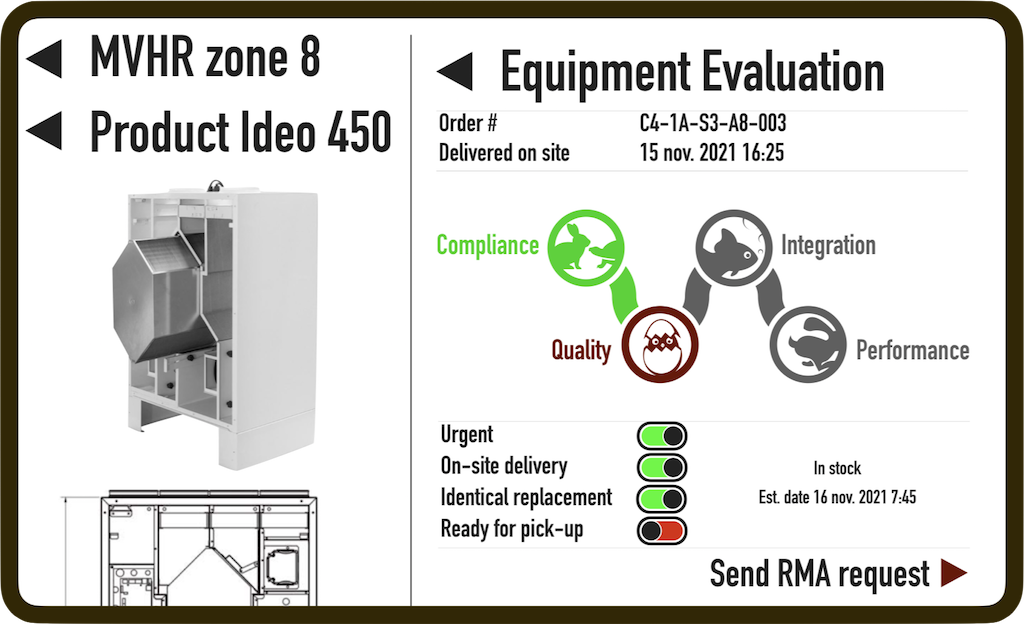 MVHR zone 8
Product Ideo 450
Equipment Evaluation
Order # C4-1A-S3-A8-003
Delivered on site 15 nov. 2021 16:25
Compliance
Integration
Quality
Performance
Urgent
On-site delivery
In stock
Identical replacement
Est. date 16 nov. 2021 7:45
Ready for pick-up
Send RMA request